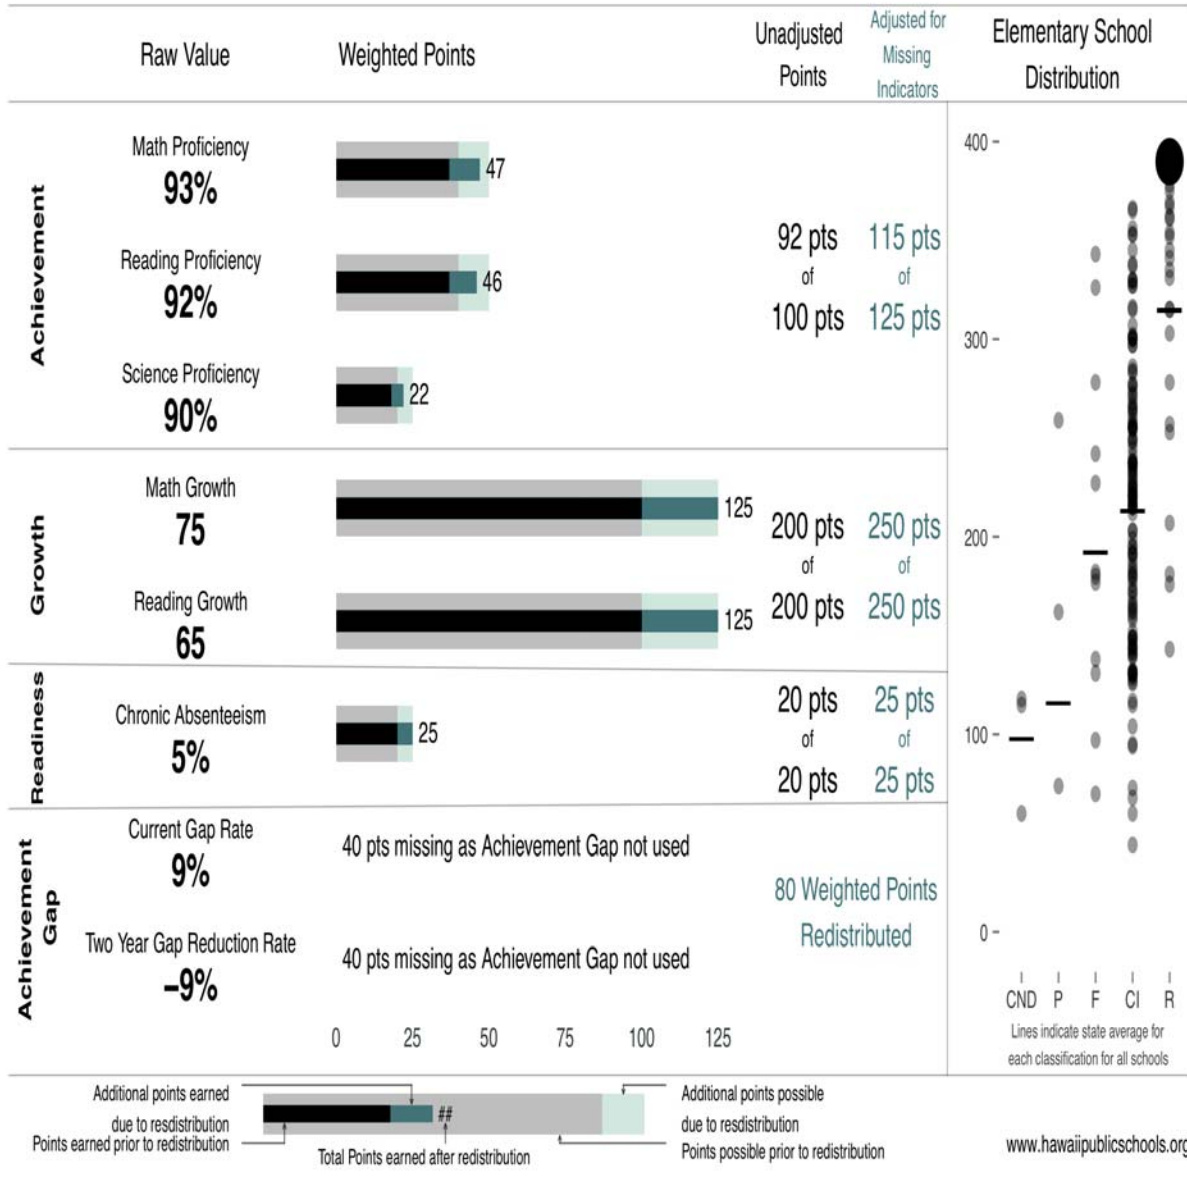 Raw Value
Weighted Points
Unadjusted
Points
Adjusted for
Missing
Indicators
Elementary School
Distribution
Achievement
Math Proficiency
93%
47
Reading Proficiency
92%
46
Science Proficiency
90%
22
92 pts
of
100 pts
115 pts
of
125 pts
Growth
Math Growth
75
125
Reading Growth
65
125
200 pts
of
200 pts
250 pts
of
250 pts
Readiness
Chronic Absenteeism
5%
25
20 pts
of
20 pts
25 pts
of
25 pts
Achievement
Gap
Current Gap Rate
9%
40 pts missing as Achievement Gap not used
Two Year Gap Reduction Rate
–9%
40 pts missing as Achievement Gap not used
80 Weighted Points
Redistributed
0 25 50 75 100 125
400
300
200
100
0
CND P F CI R
Lines indicate state average for
each classification for all schools
Additional points earned
due to resdistribution
Points earned prior to redistribution
##
Total Points earned after redistribution
Additional points possible
due to resdistribution
Points possible prior to redistribution
www.hawaiipublicschools.org